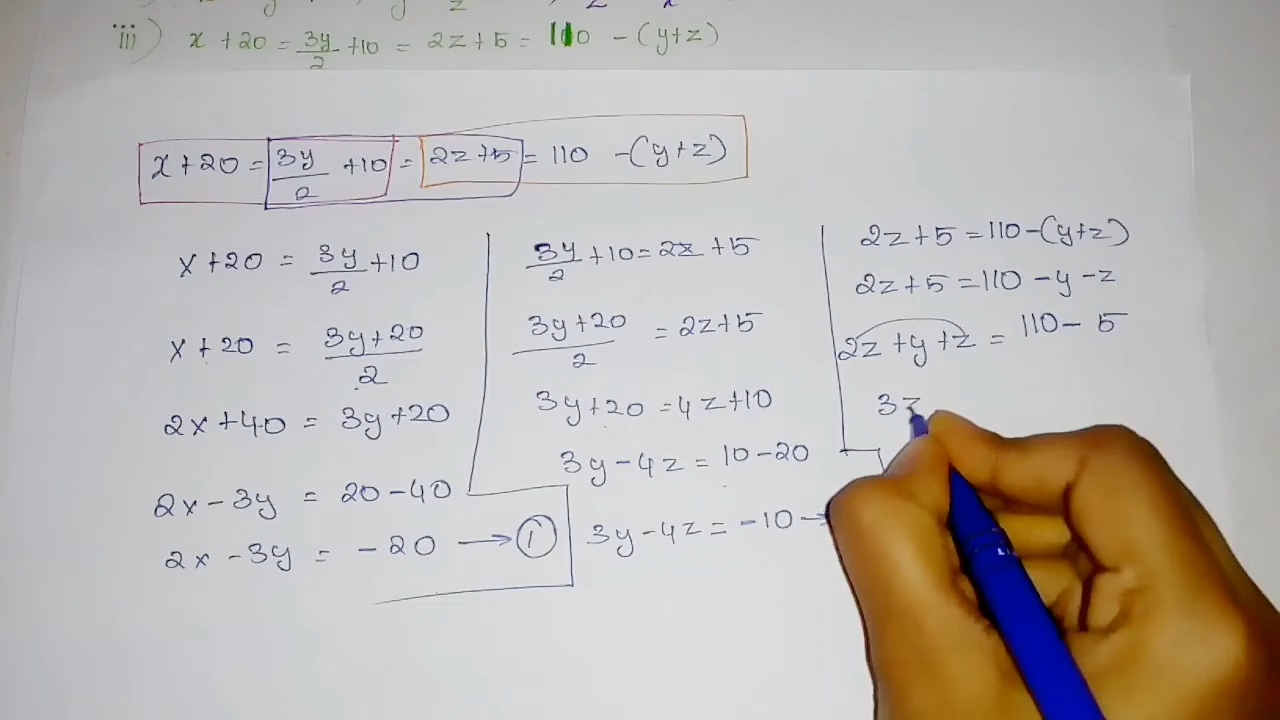 iii) x + 20 = 3y/2 + 10 = 2z + 5 = 110 - (y+z)
x + 20 = 3y/2 + 10 = 2z + 5 = 110 - (y+z)
x + 20 = 3y/2 + 10
x + 20 = 3y + 20/2
2x + 40 = 3y + 20
2x - 3y = 20 - 40
2x - 3y = -20 → ①
3y/2 + 10 = 2z + 5
3y + 20/2 = 2z + 5
3y + 20 = 4z + 10
3y - 4z = 10 - 20
3y - 4z = -10 →
2z + 5 = 110 - (y+z)
2z + 5 = 110 - y - z
2z + y + z = 110 - 5
3z